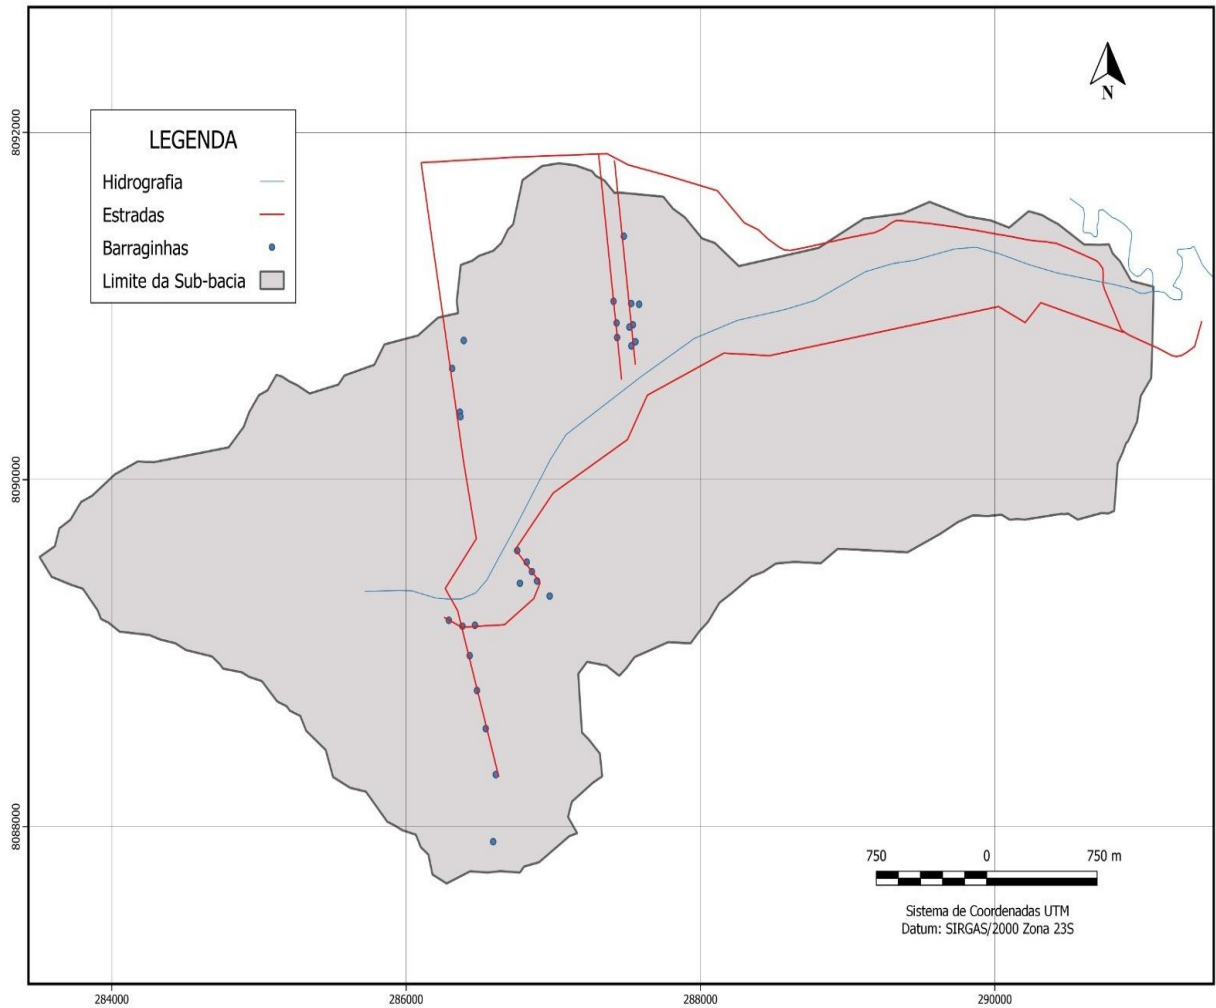 N
8092000
LEGENDA
Hidrografia
Estradas
Barraginhas
Limite da Sub-bacia
8090000
8088000
750 0 750 m
Sistema de Coordenadas UTM
Datum: SIRGAS/2000 Zona 23S
284000 286000 288000 290000